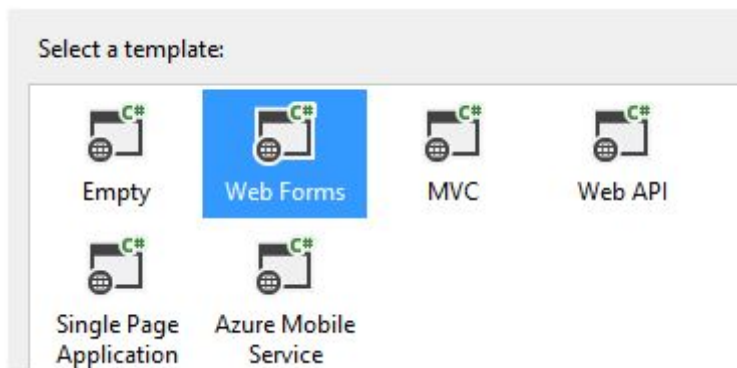 Select a template:
C# C# C# C#
Empty Web Forms MVC Web API
C# C#
Single Page Azure Mobile
Application Service